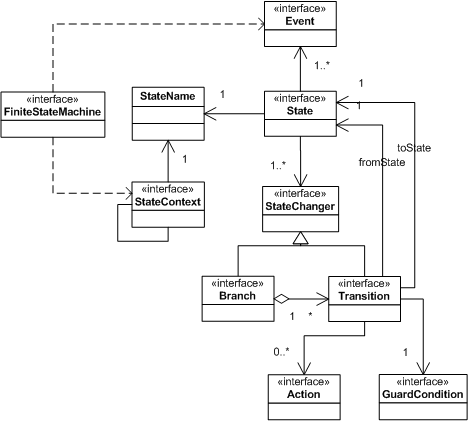 «interface»
Event
1..*
1
1
1
«interface»
FiniteStateMachine
StateName
«interface»
State
toState
fromState
1
1..*
«interface»
StateContext
«interface»
StateChanger
«interface»
Branch
1
*
«interface»
Transition
0..*
1
«interface»
Action
«interface»
GuardCondition